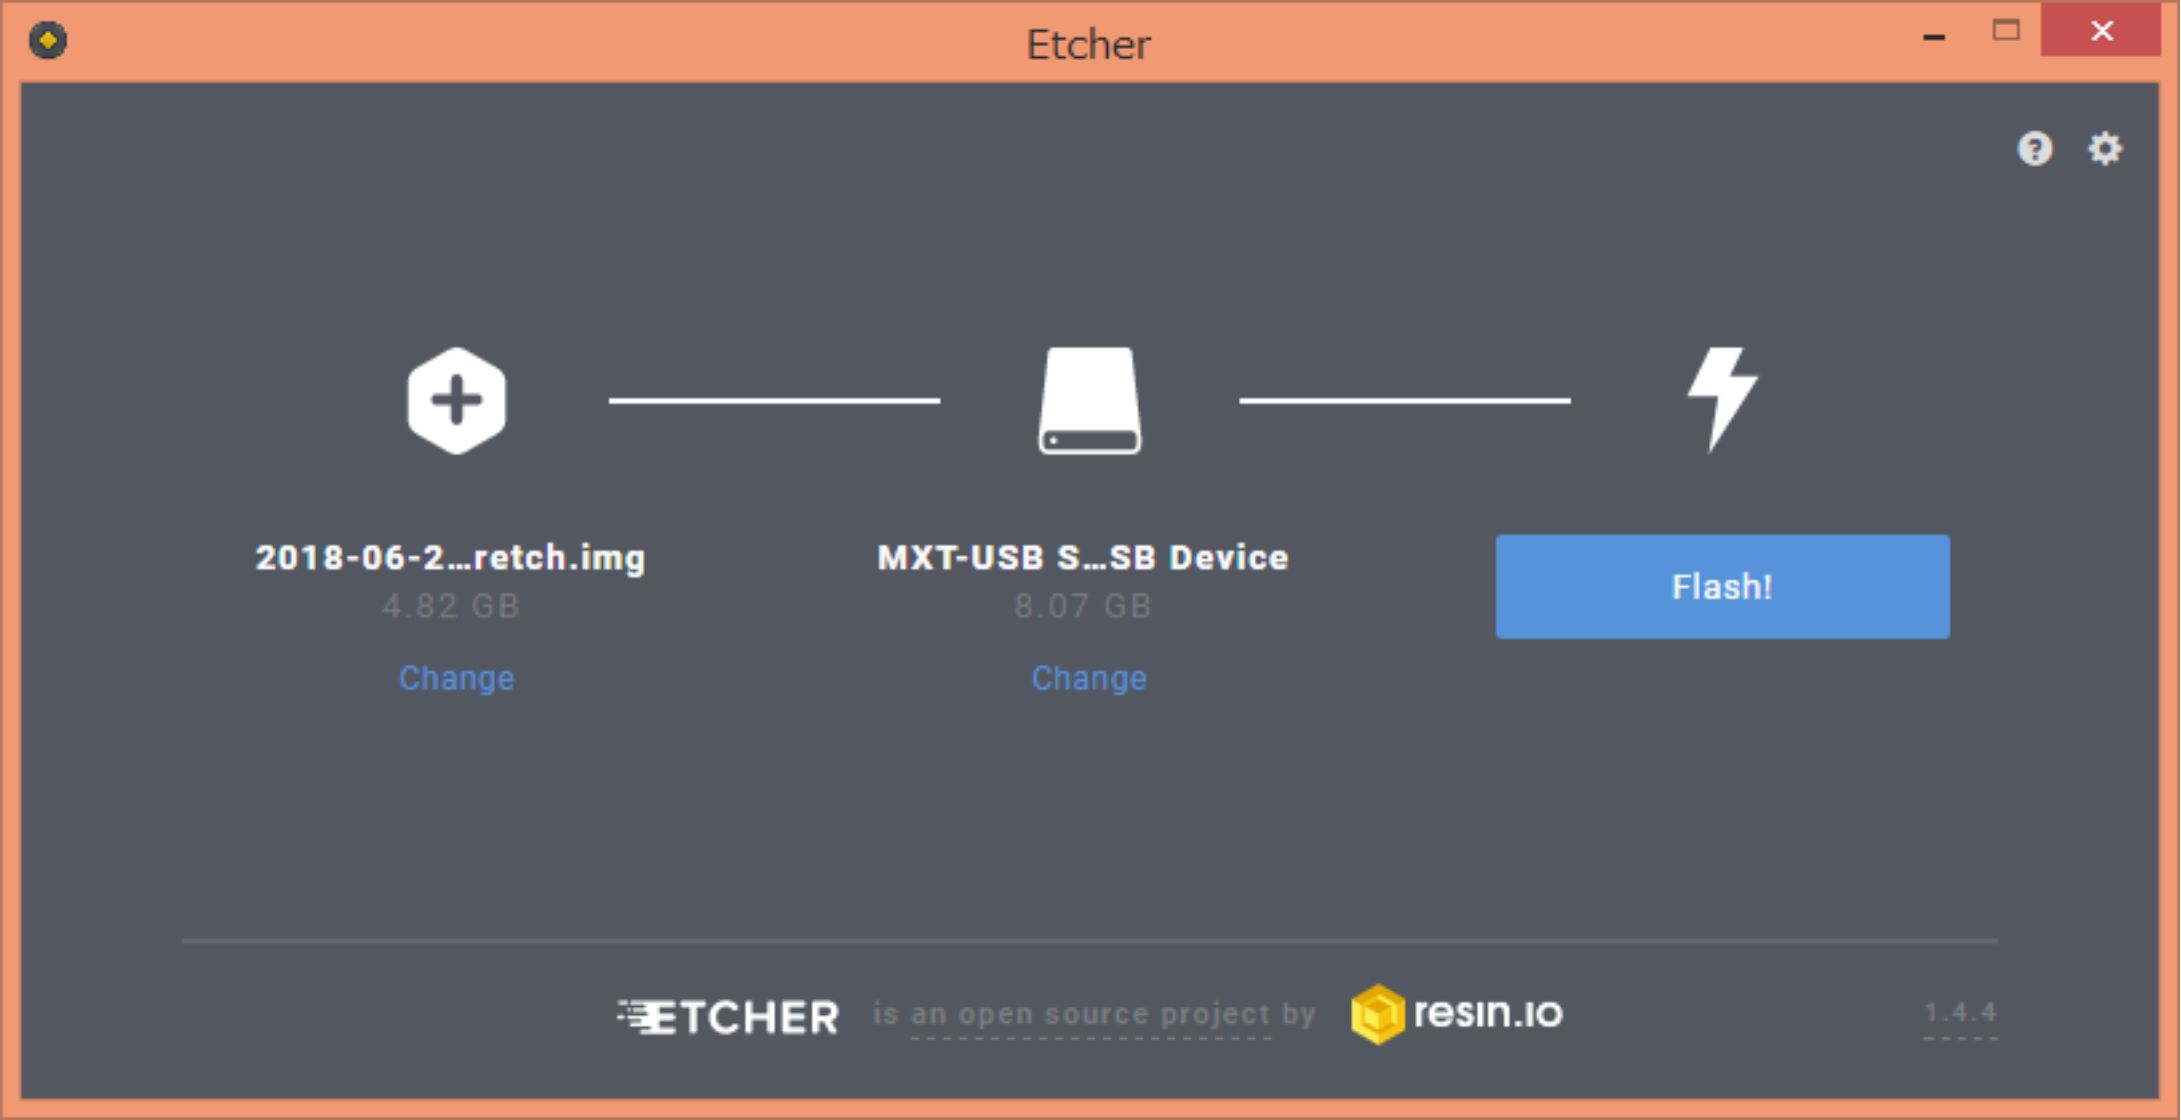 Etcher
2018-06-2...retch.img
4.82 GB
Change
MXT-USB S...SB Device
8.07 GB
Change
Flash!
ETCHER is an open source project by resin.io 1.4.4